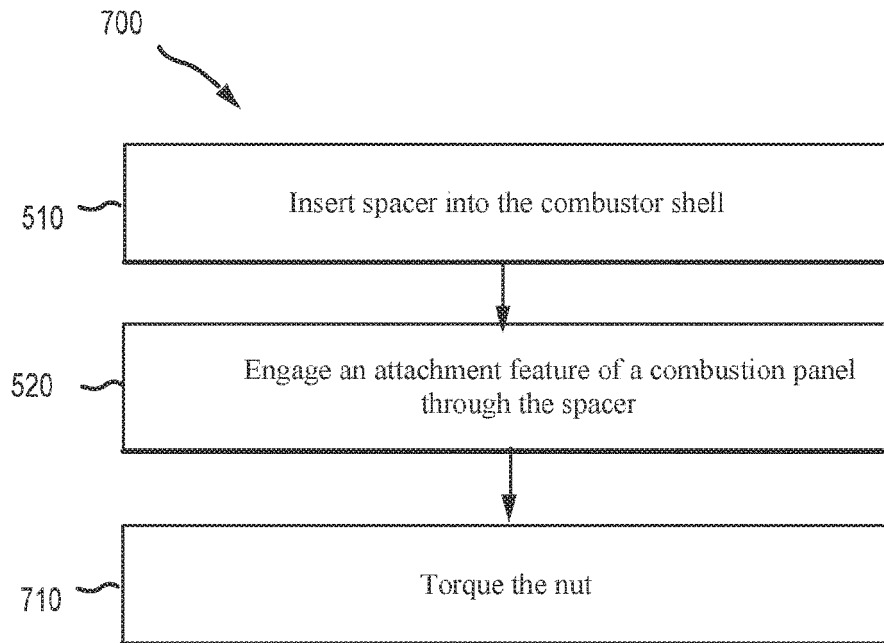 700
510
Insert spacer into the combustor shell
520
Engage an attachment feature of a combustion panel
through the spacer
710
Torque the nut